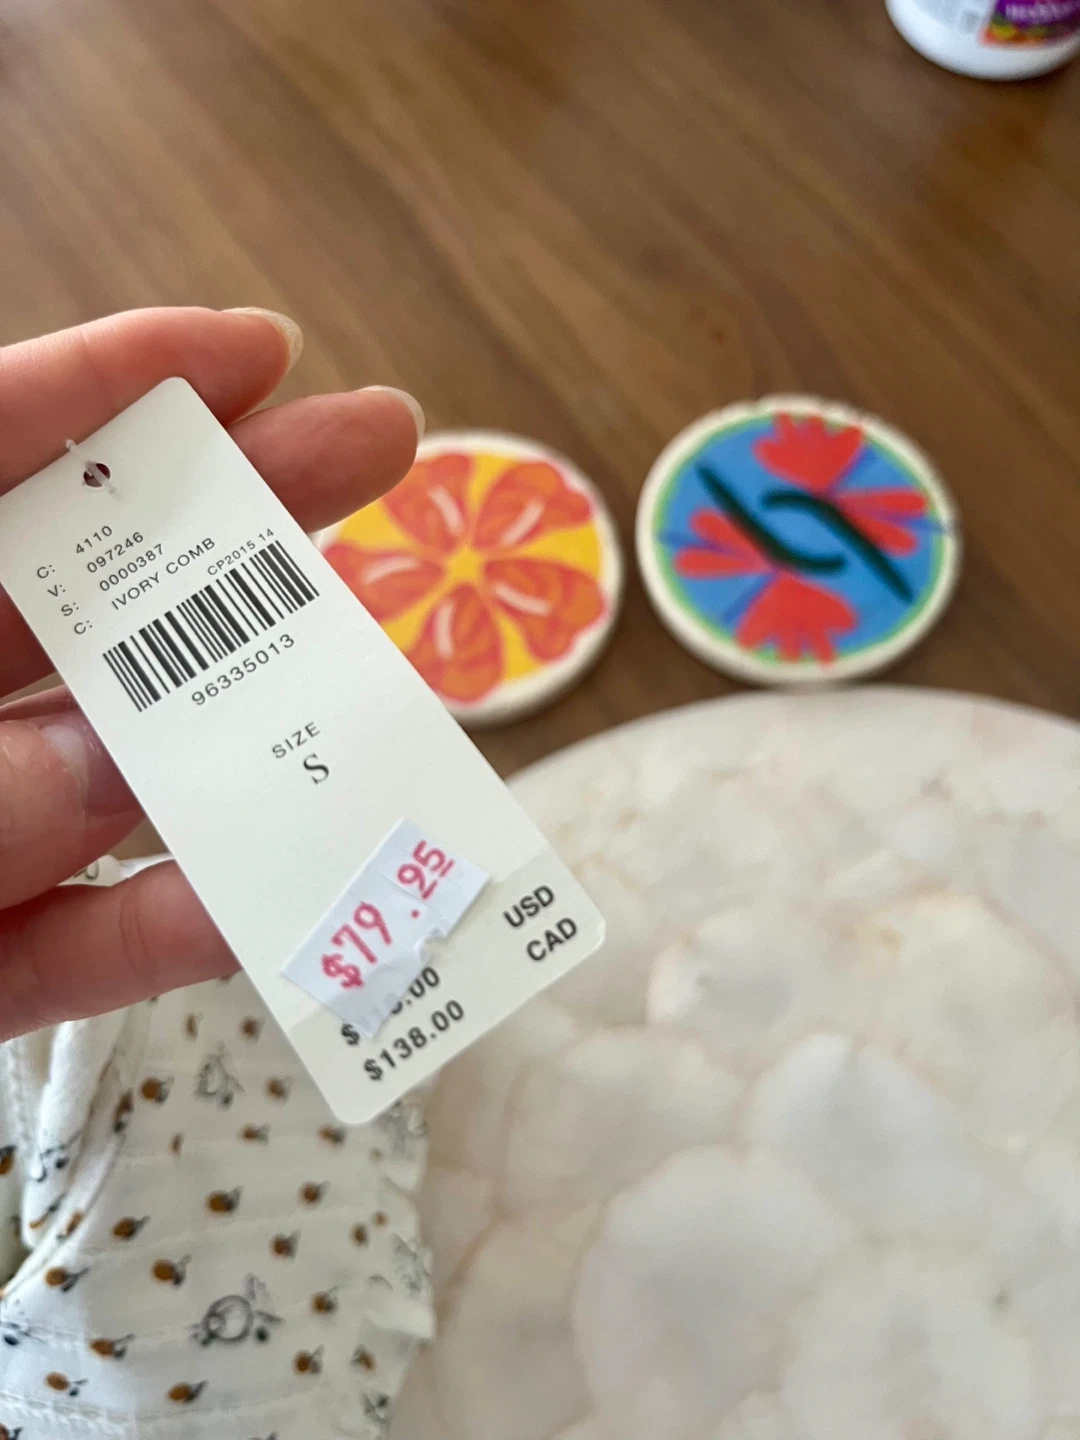 C: 4110
V: 097246
S: 0000387
C: IVORY COMB
CP2015 14
96335013
SIZE
S
$79.95
USD
CAD
$138.00